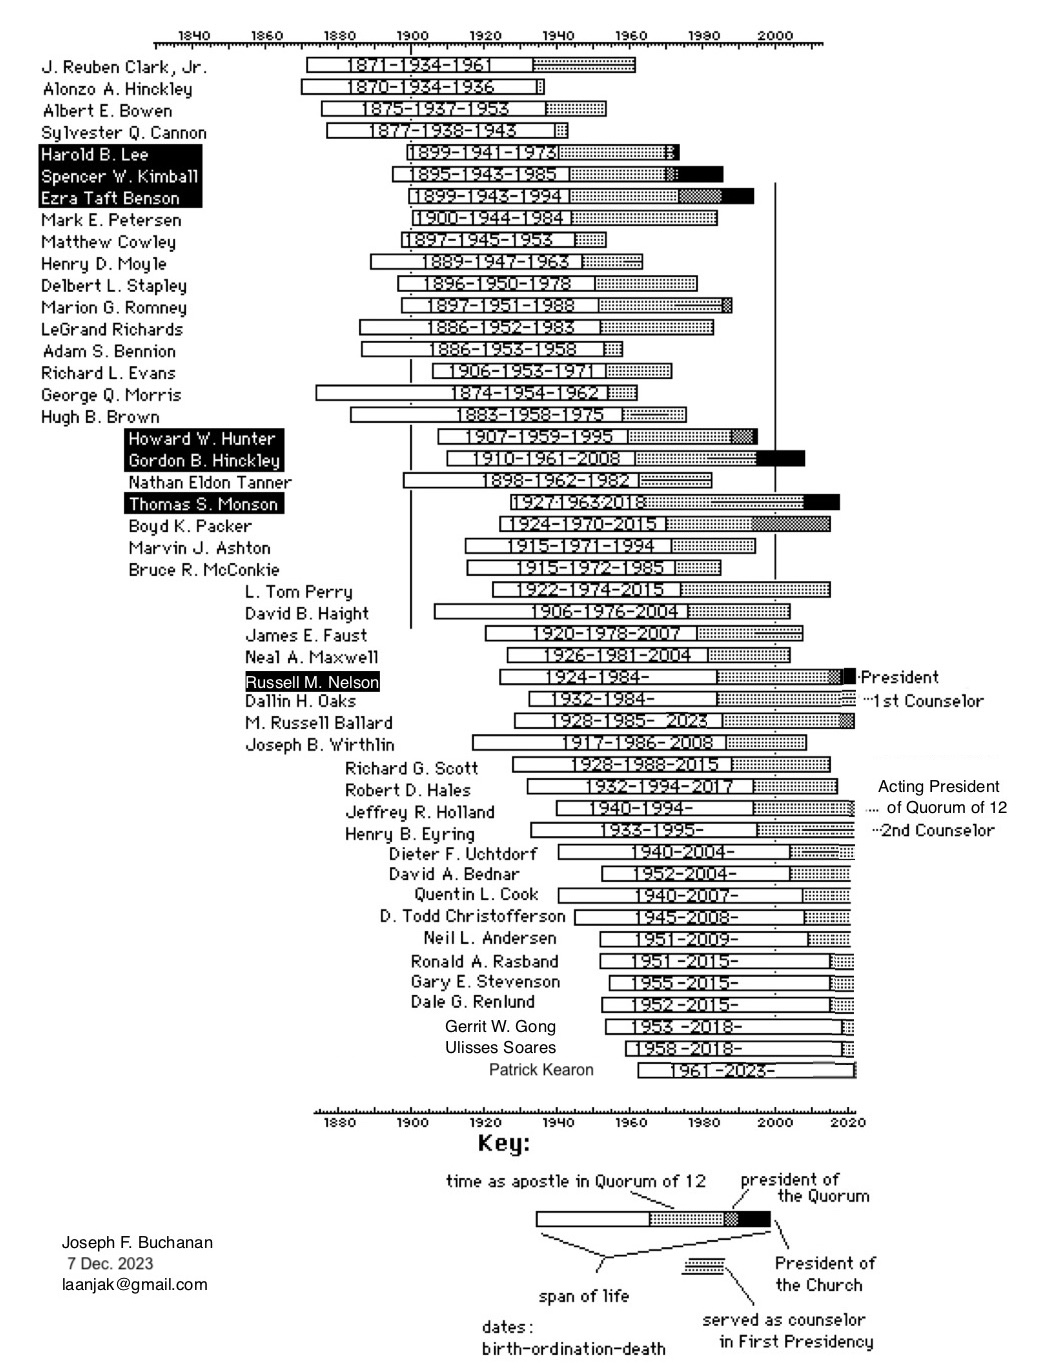 1840 1860 1880 1900 1920 1940 1960 1980 2000
J. Reuben Clark, Jr. 1871-1934-1961
Alonzo A. Hinckley 1870-1934-1936
Albert E. Bowen 1875-1937-1953
Sylvester Q. Cannon 1877-1938-1943
Harold B. Lee 1899-1941-1973
Spencer W. Kimball 1895-1943-1985
Ezra Taft Benson 1899-1943-1994
Mark E. Petersen 1900-1944-1984
Matthew Cowley 1897-1945-1953
Henry D. Moyle 1889-1947-1963
Delbert L. Stapley 1896-1950-1978
Marion G. Romney 1897-1951-1988
LeGrand Richards 1886-1952-1983
Adam S. Bennion 1886-1953-1958
Richard L. Evans 1906-1953-1971
George Q. Morris 1874-1954-1962
Hugh B. Brown 1883-1958-1975
Howard W. Hunter 1907-1959-1995
Gordon B. Hinckley 1910-1961-2008
Nathan Eldon Tanner 1898-1962-1982
Thomas S. Monson 1927-1963-2018
Boyd K. Packer 1924-1970-2015
Marvin J. Ashton 1915-1971-1994
Bruce R. McConkie 1915-1972-1985
L. Tom Perry 1922-1974-2015
David B. Haight 1906-1976-2004
James E. Faust 1920-1978-2007
Neal A. Maxwell 1926-1981-2004
Russell M. Nelson 1924-1984- President
Dallin H. Oaks 1932-1984- 1st Counselor
M. Russell Ballard 1928-1985- 2023
Joseph B. Wirthlin 1917-1986-2008
Richard G. Scott 1928-1988-2015
Robert D. Hales 1932-1994-2017 Acting President
Jeffrey R. Holland 1940-1994- of Quorum of 12
Henry B. Eyring 1933-1995- 2nd Counselor
Dieter F. Uchtdorf 1940-2004-
David A. Bednar 1952-2004-
Quentin L. Cook 1940-2007-
D. Todd Christofferson 1945-2008-
Neil L. Andersen 1951-2009-
Ronald A. Rasband 1951-2015-
Gary E. Stevenson 1955-2015-
Dale G. Renlund 1952-2015-
Gerrit W. Gong 1953-2018-
Ulisses Soares 1958-2018-
Patrick Kearon 1961-2023-
1880 1900 1920 1940 1960 1980 2000 2020
Key:
time as apostle in Quorum of 12
president of
the Quorum
President of
the Church
span of life
served as counselor
in First Presidency
dates:
birth-ordination-death
Joseph F. Buchanan
7 Dec. 2023
laanjak@gmail.com